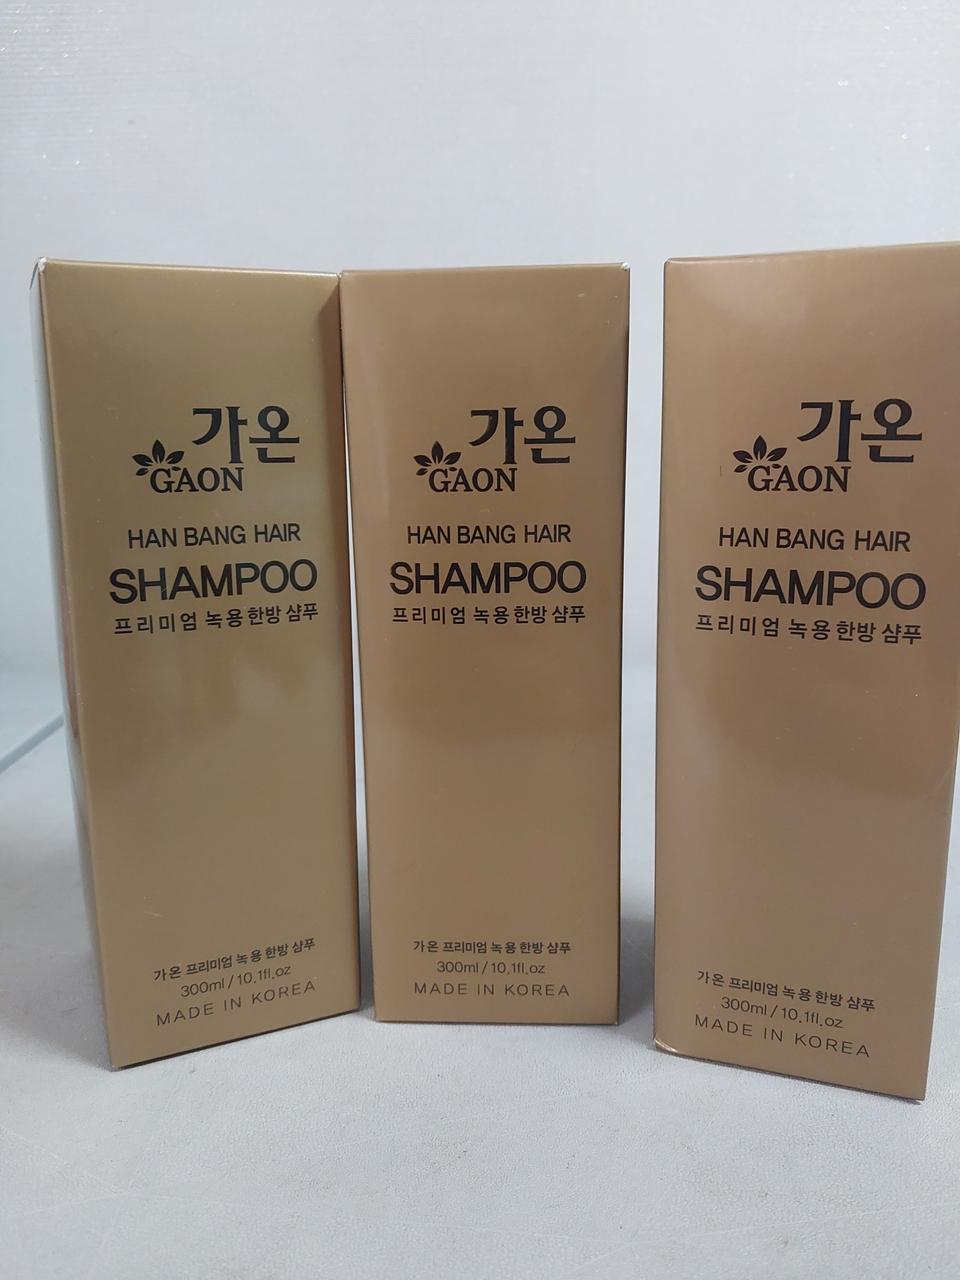 가온
GAON
HAN BANG HAIR
SHAMPOO
프리미엄 녹용 한방 샴푸
가온 프리미엄 녹용 한방 샴푸
300ml / 10.1fl.oz
MADE IN KOREA
가온
GAON
HAN BANG HAIR
SHAMPOO
프리미엄 녹용 한방 샴푸
가온 프리미엄 녹용 한방 샴푸
300ml / 10.1fl.oz
MADE IN KOREA
가온
GAON
HAN BANG HAIR
SHAMPOO
프리미엄 녹용 한방 샴푸
가온 프리미엄 녹용 한방 샴푸
300ml / 10.1fl.oz
MADE IN KOREA